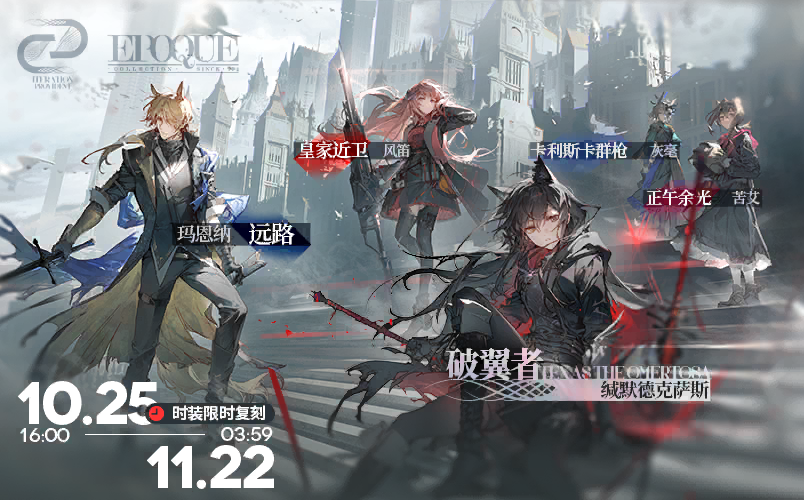 EPOQUE
COLLECTION
ITERATION
皇家近卫 风笛
卡利斯卡群枪 灰毫
正午余光 苦艾
玛恩纳 远路
破翼者
TEXAS THE OMERTOSA
缄默德克萨斯
10.25
时装限时复刻
16:00 03:59
11.22